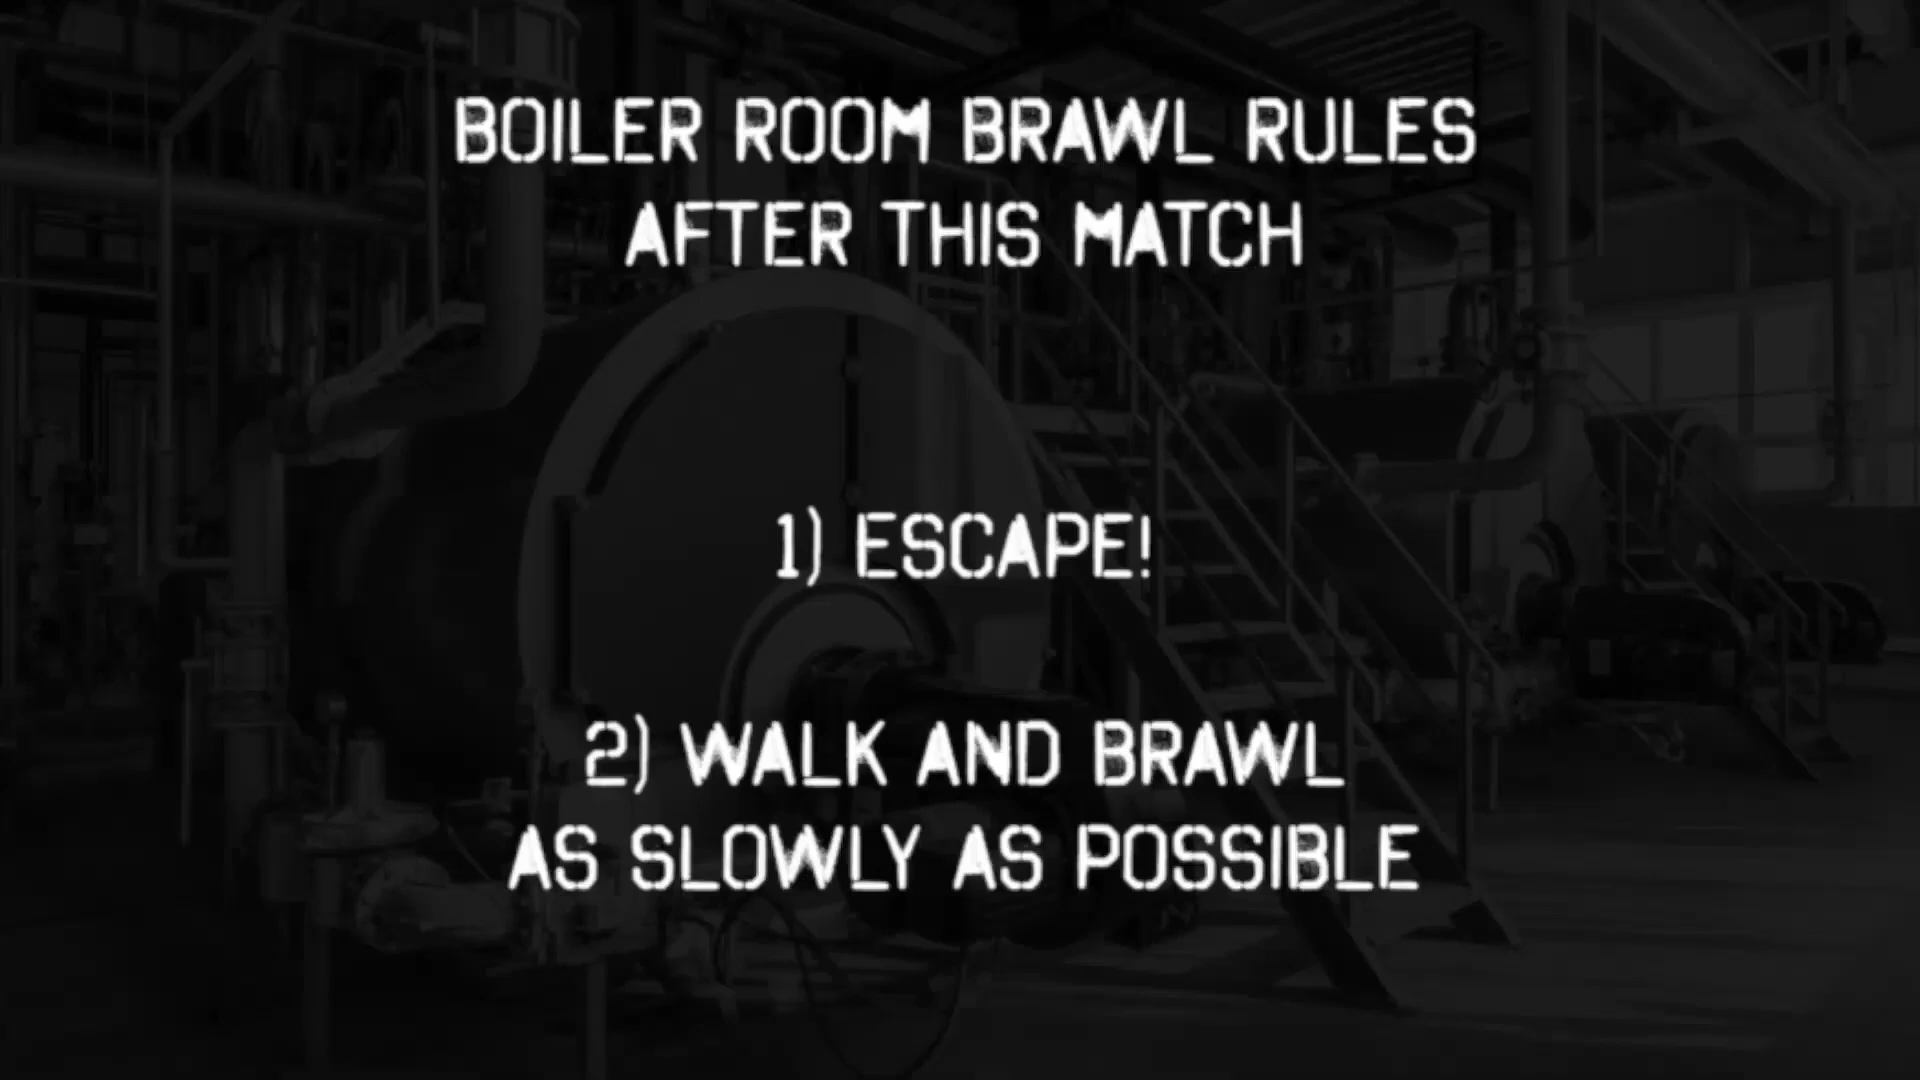 BOILER ROOM BRAWL RULES
AFTER THIS MATCH
1) ESCAPE!
2) WALK AND BRAWL
AS SLOWLY AS POSSIBLE